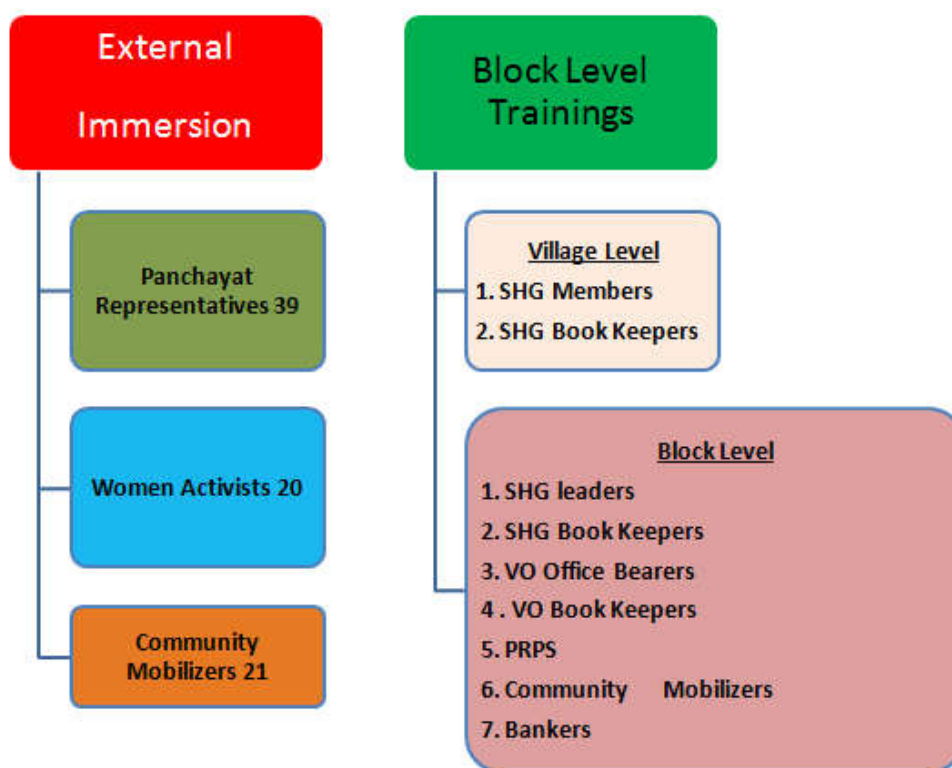 External
Immersion
Panchayat
Representatives 39
Women Activists 20
Community
Mobilizers 21
Block Level
Trainings
Village Level
1. SHG Members
2. SHG Book Keepers
Block Level
1. SHG leaders
2. SHG Book Keepers
3. VO Office Bearers
4 . VO Book Keepers
5. PRPS
6. Community Mobilizers
7. Bankers